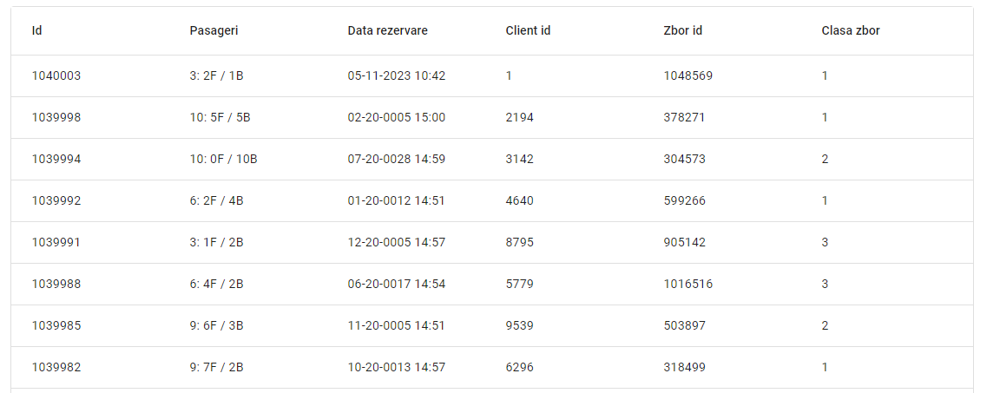 Id Pasageri Data rezervare Client id Zbor id Clasa zbor
1040003 3: 2F / 1B 05-11-2023 10:42 1 1048569 1
1039998 10: 5F / 5B 02-20-0005 15:00 2194 378271 1
1039994 10: 0F / 10B 07-20-0028 14:59 3142 304573 2
1039992 6: 2F / 4B 01-20-0012 14:51 4640 599266 1
1039991 3: 1F / 2B 12-20-0005 14:57 8795 905142 3
1039988 6: 4F / 2B 06-20-0017 14:54 5779 1016516 3
1039985 9: 6F / 3B 11-20-0005 14:51 9539 503897 2
1039982 9: 7F / 2B 10-20-0013 14:57 6296 318499 1